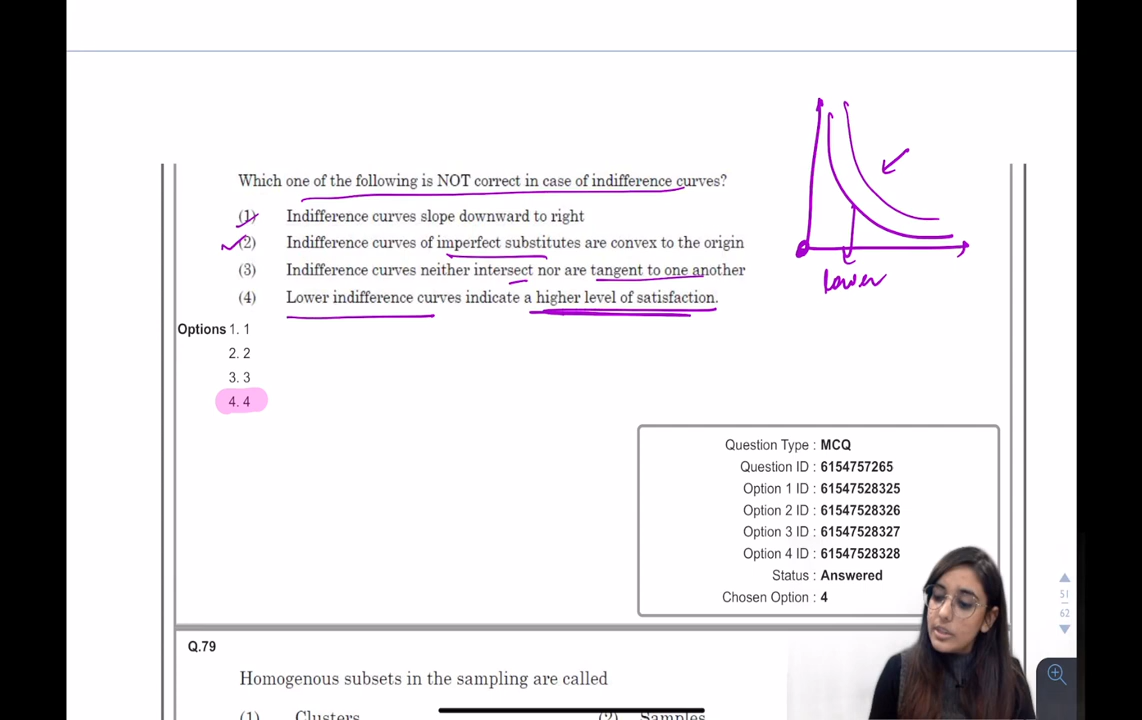 Which one of the following is NOT correct in case of indifference curves?
(1) Indifference curves slope downward to right
(2) Indifference curves of imperfect substitutes are convex to the origin
(3) Indifference curves neither intersect nor are tangent to one another
(4) Lower indifference curves indicate a higher level of satisfaction.
lower
Options 1. 1
2. 2
3. 3
4. 4
Question Type : MCQ
Question ID : 6154757265
Option 1 ID : 61547528325
Option 2 ID : 61547528326
Option 3 ID : 61547528327
Option 4 ID : 61547528328
Status : Answered
Chosen Option : 4
51
62
Q.79
Homogenous subsets in the sampling are called
(1) Clusters (2) Samples